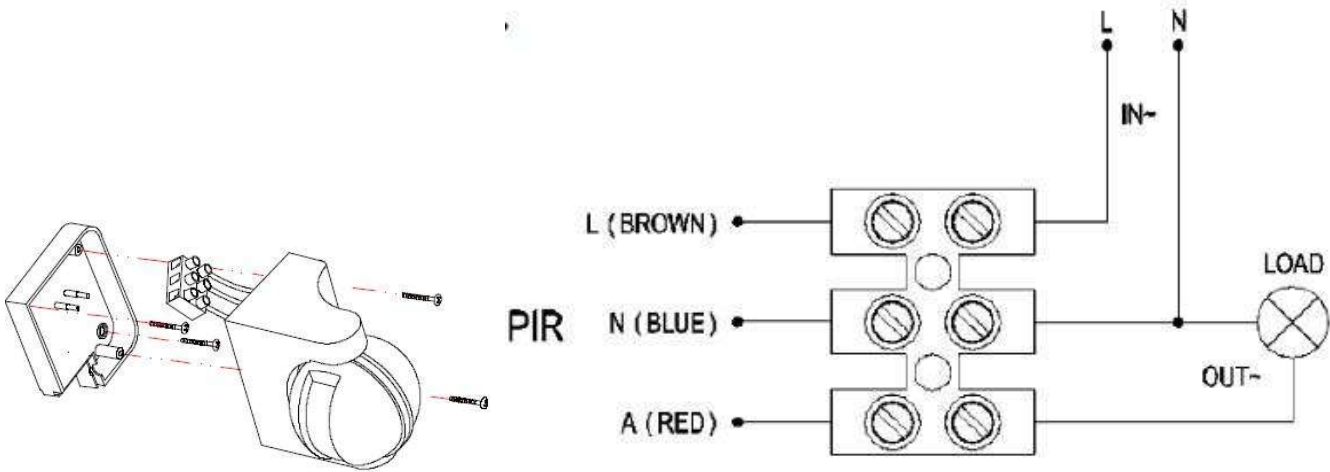 L N
IN~
L (BROWN)
LOAD
PIR N (BLUE)
OUT~
A (RED)